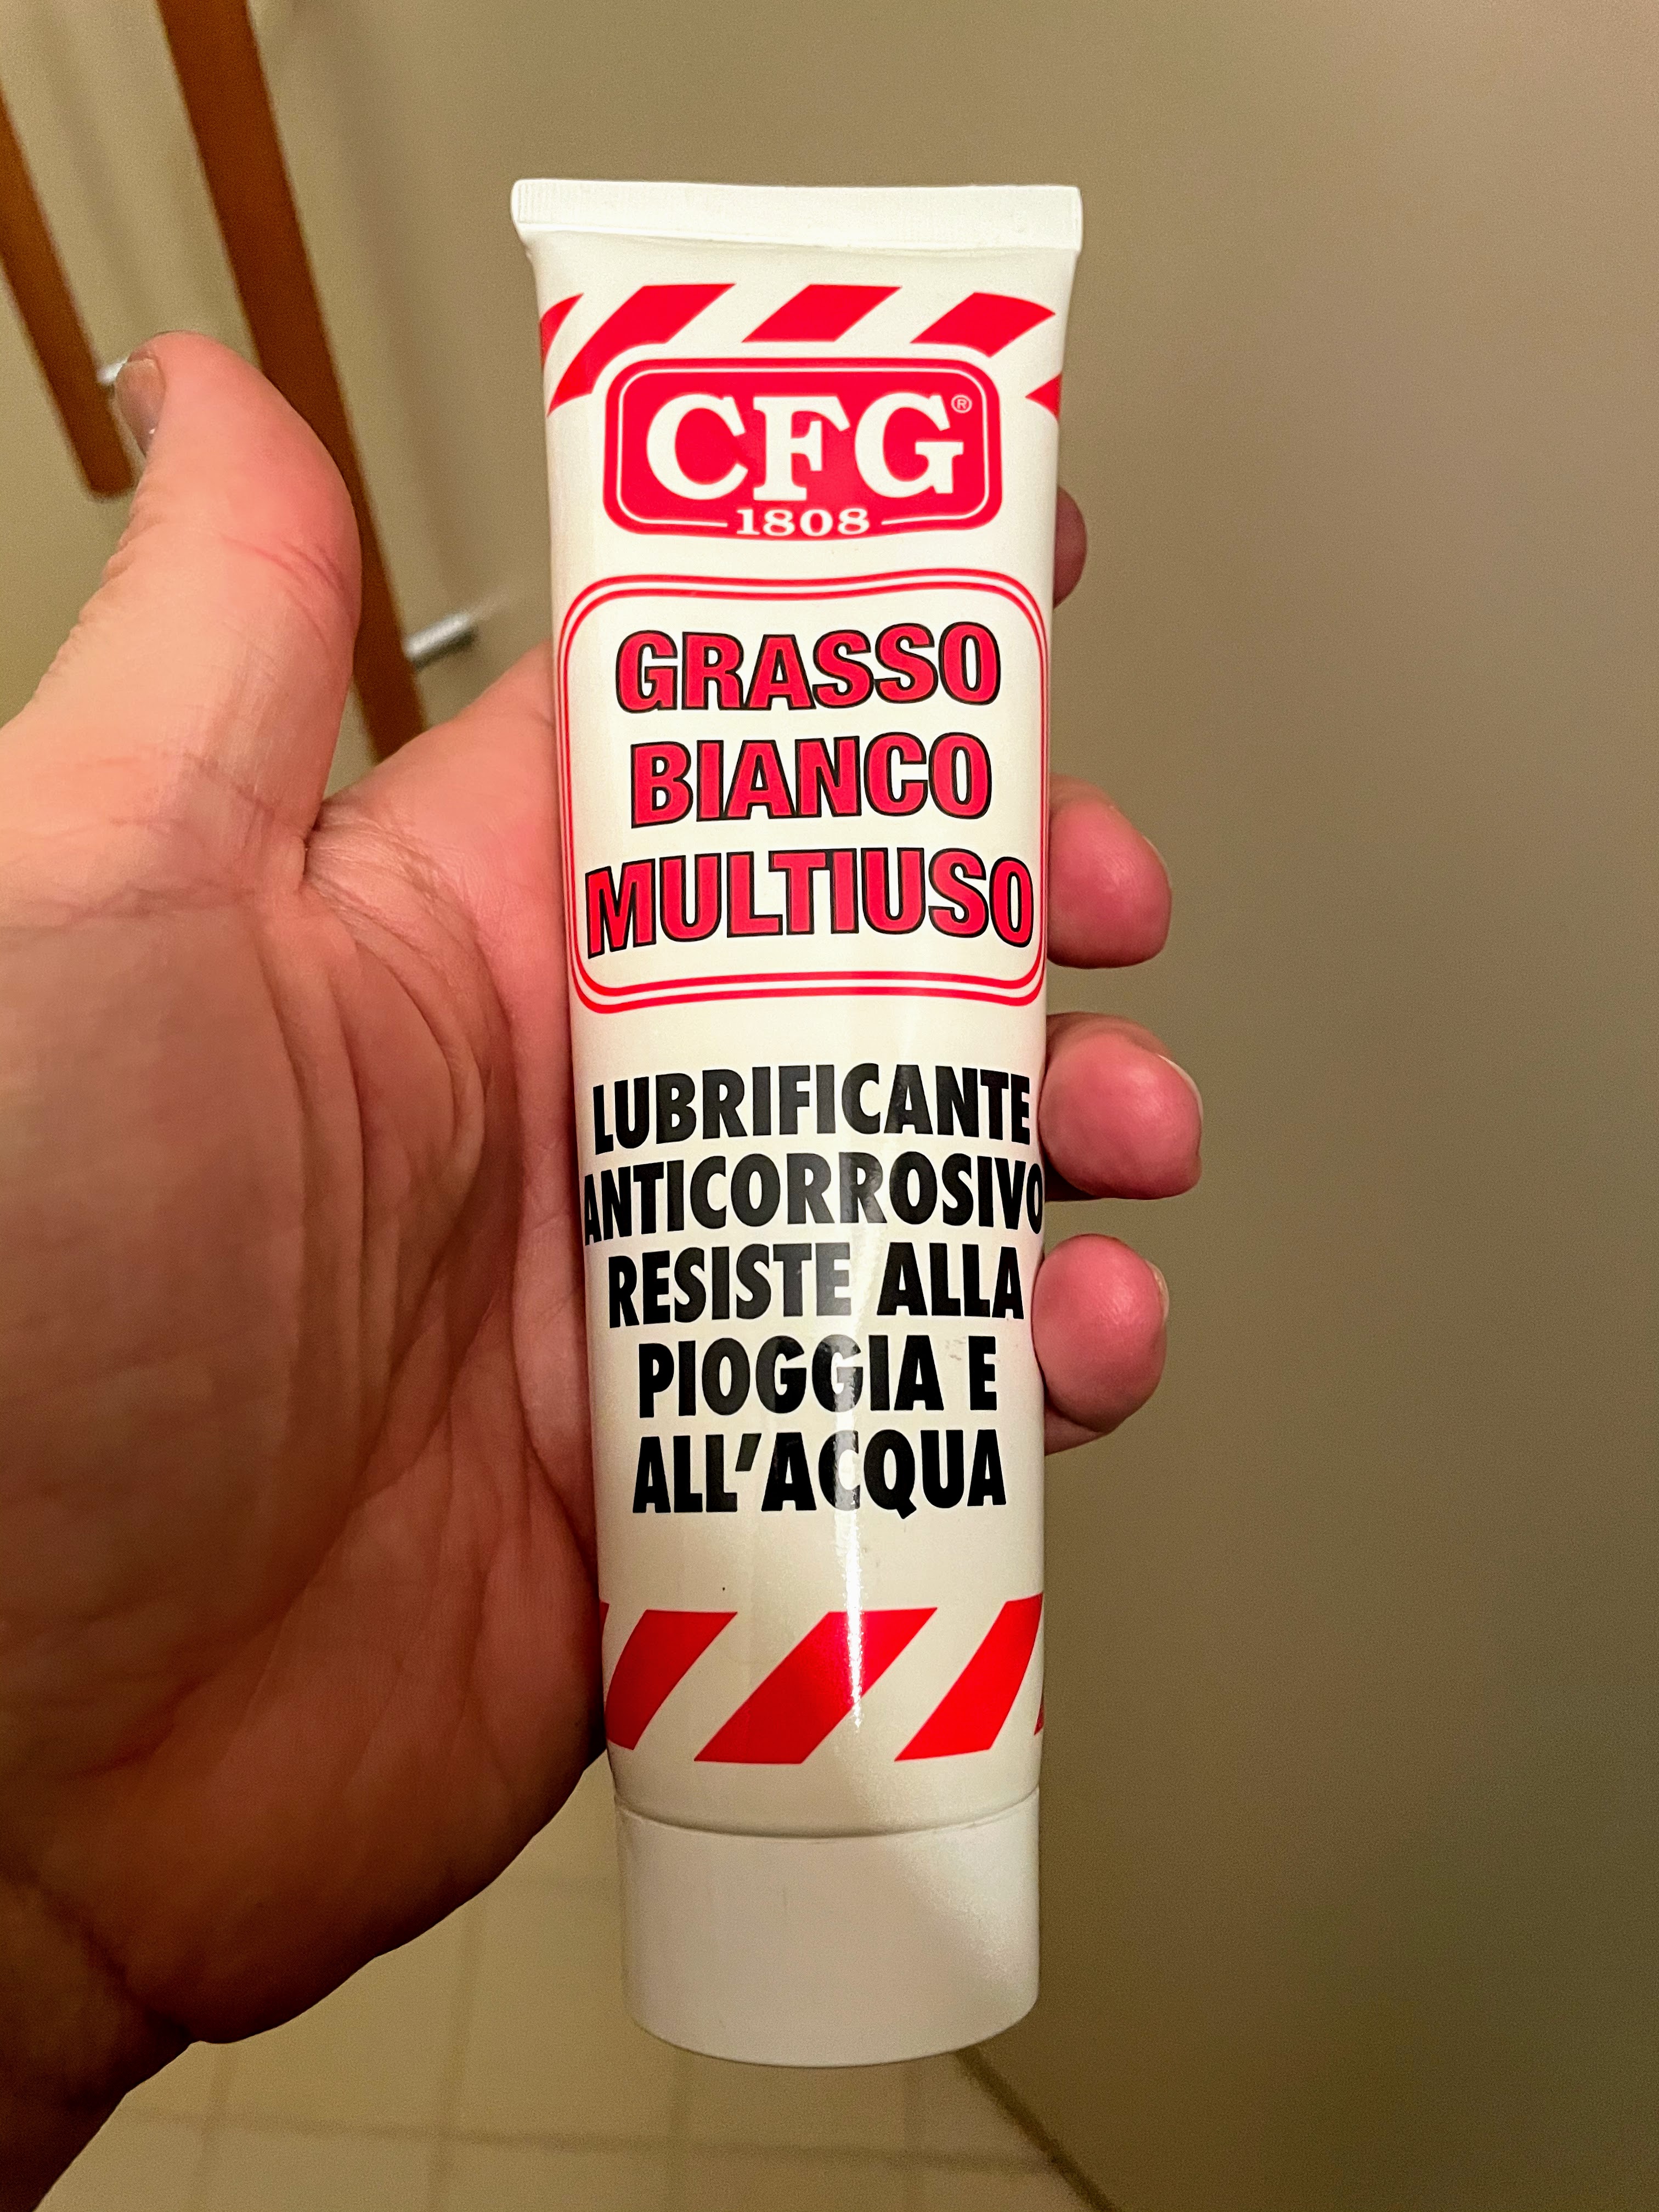 CFG®
1808
GRASSO
BIANCO
MULTIUSO
LUBRIFICANTE
ANTICORROSIVO
RESISTE ALLA
PIOGGIA E
ALL'ACQUA